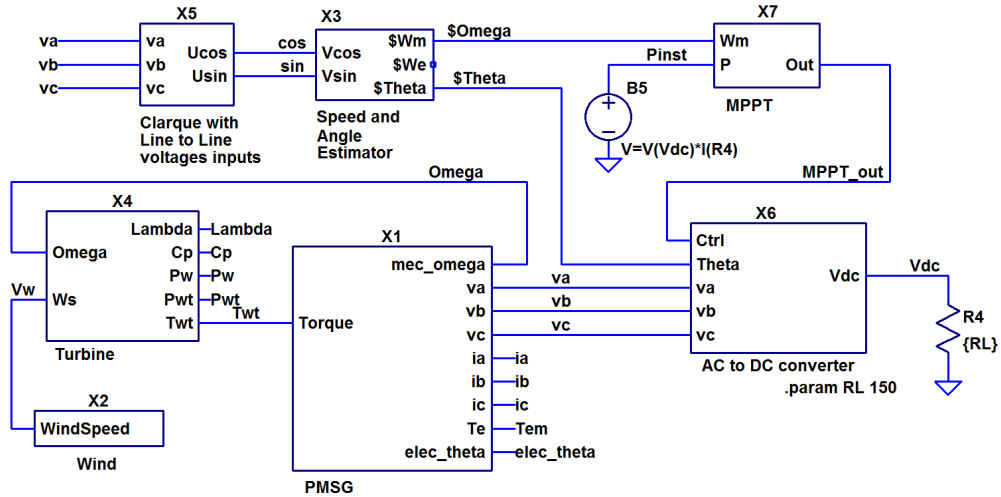 X5
va
vb
vc
va
vb
vc
Ucos
Usin
Clarque with
Line to Line
voltages inputs
cos
sin
X3
Vcos
Vsin
$Wm
$We
$Theta
Speed and
Angle
Estimator
$Omega
$Theta
Pinst
B5
V=V(Vdc)*I(R4)
X7
Wm
P
Out
MPPT
MPPT_out
Omega
X4
Omega
Ws
Lambda
Cp
Pw
Pwt
Twt
Lambda
Cp
Pw
Pwt
Twt
Turbine
Vw
X2
WindSpeed
Wind
X1
Torque
mec_omega
va
vb
vc
ia
ib
ic
Te
elec_theta
ia
ib
ic
Tem
elec_theta
PMSG
va
vb
vc
X6
Ctrl
Theta
va
vb
vc
Vdc
AC to DC converter
.param RL 150
Vdc
R4
{RL}